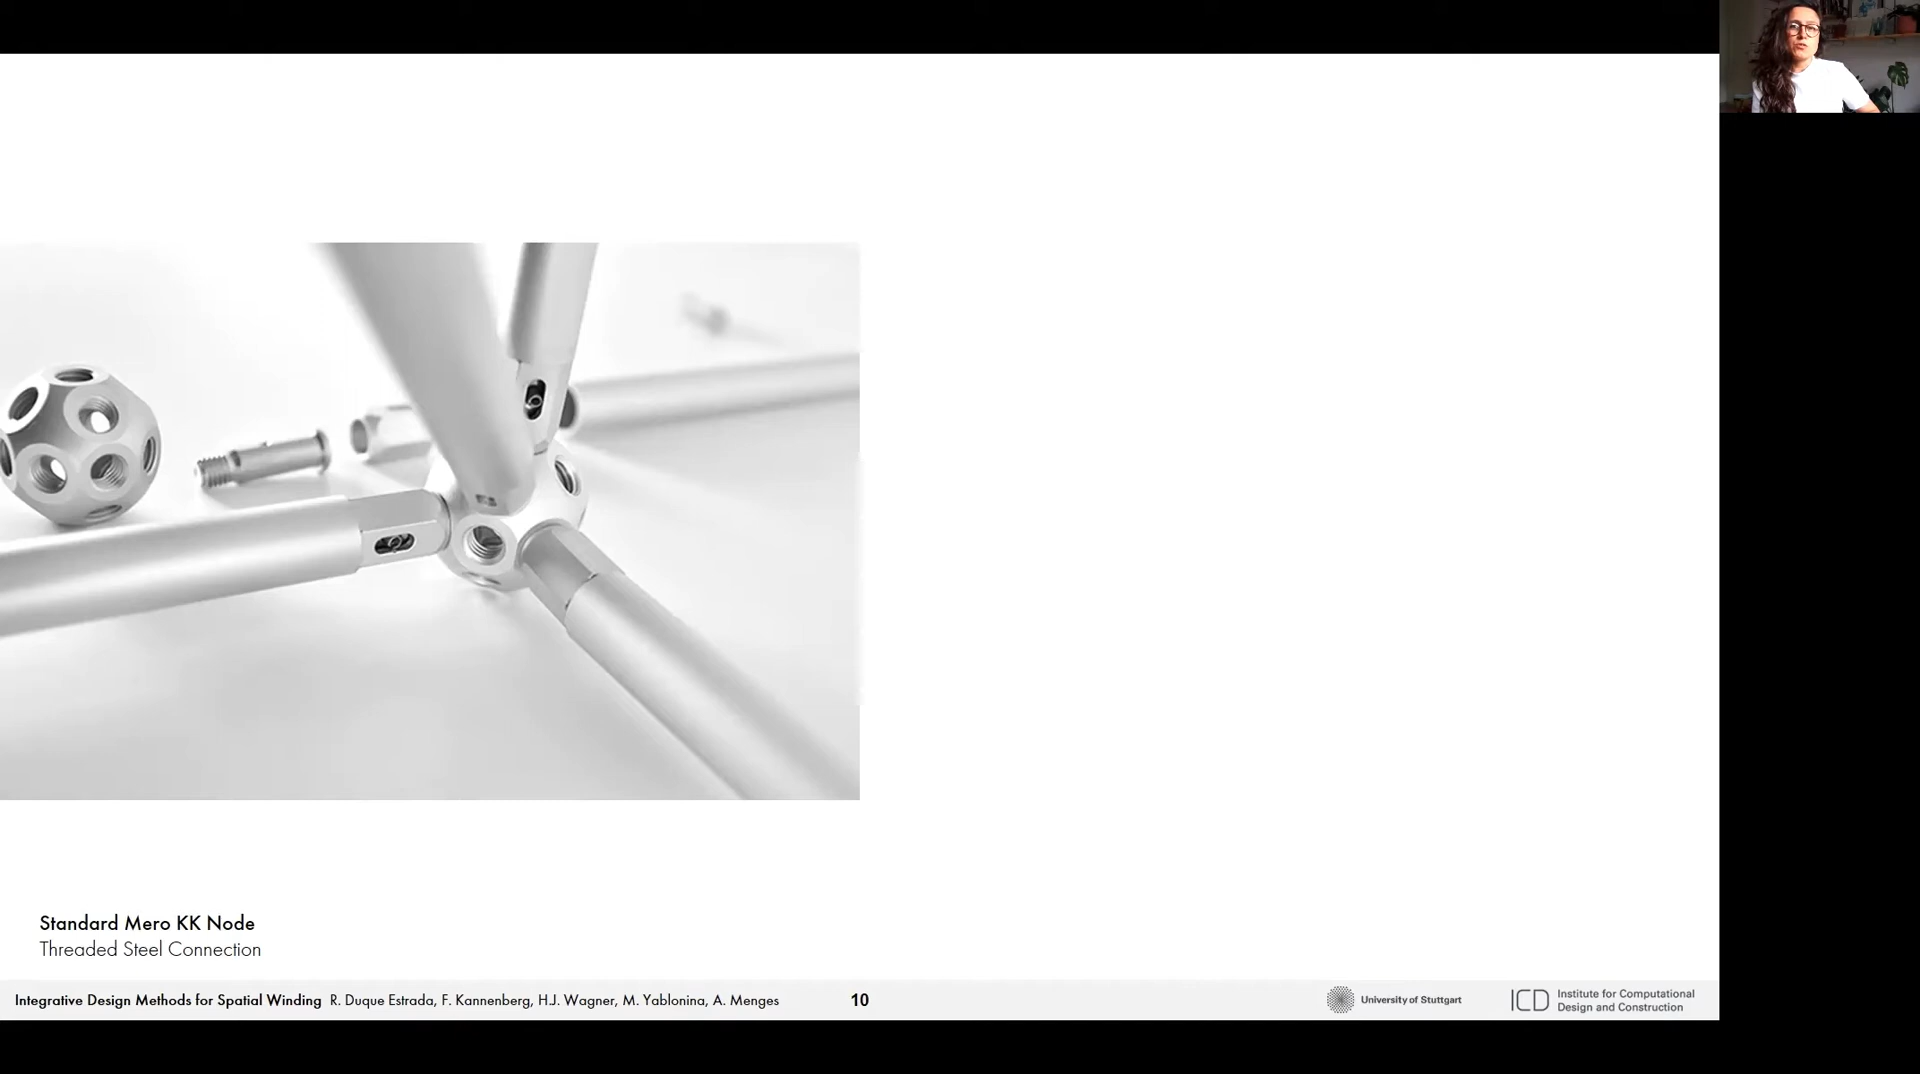 Standard Mero KK Node
Threaded Steel Connection
Integrative Design Methods for Spatial Winding R. Duque Estrada, F. Kannenberg, H.J. Wagner, M. Yablonina, A. Menges 10
University of Stuttgart
ICD Institute for Computational
Design and Construction